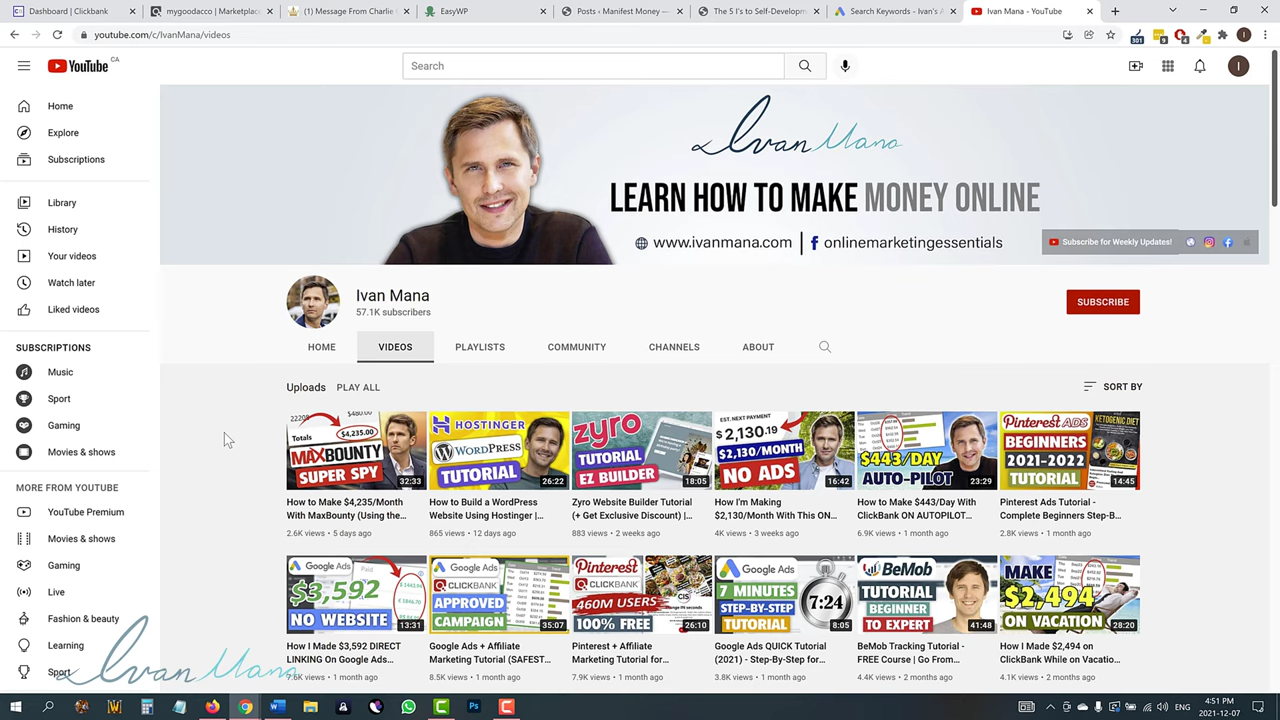 Dashboard | Clickbank
mygoodacco | Marketplac
(1) Message From Charlie
EasyWP
Posts ‹ Manifest Money —
The 5 I's to Self-Developm
Search Keywords - Ivan's A
Ivan Mana - YouTube
youtube.com/c/IvanMana/videos
YouTube CA
Search
Home
Explore
Subscriptions
Library
History
Your videos
Watch later
Liked videos
SUBSCRIPTIONS
Music
Sport
Gaming
Movies & shows
MORE FROM YOUTUBE
YouTube Premium
Movies & shows
Gaming
Live
Fashion & beauty
Learning
Sport
Ivan Mana
LEARN HOW TO MAKE MONEY ONLINE
www.ivanmana.com | onlinemarketingessentials
Subscribe for Weekly Updates!
Ivan Mana
57.1K subscribers
SUBSCRIBE
HOME
VIDEOS
PLAYLISTS
COMMUNITY
CHANNELS
ABOUT
Uploads
PLAY ALL
SORT BY
22208
$480.00
Totals
$4,235.00
MAXBOUNTY
SUPER SPY
32:33
How to Make $4,235/Month
With MaxBounty (Using the...
2.6K views • 5 days ago
HOSTINGER
WORDPRESS
TUTORIAL
26:22
How to Build a WordPress
Website Using Hostinger |...
865 views • 12 days ago
zyro
TUTORIAL
EZ BUILDER
18:05
Zyro Website Builder Tutorial
(+ Get Exclusive Discount) |...
883 views • 2 weeks ago
EST. NEXT PAYMENT
$2,130.19
$2,130/MONTH
NO ADS
16:42
How I'm Making
$2,130/Month With This ON...
4K views • 3 weeks ago
$443/DAY
AUTO-PILOT
23:29
How to Make $443/Day With
ClickBank ON AUTOPILOT...
6.9K views • 1 month ago
Pinterest ADS
KETOGENIC DIET
BEGINNERS
2021-2022
TUTORIAL
14:45
Pinterest Ads Tutorial -
Complete Beginners Step-B...
2.8K views • 1 month ago
Google Ads
Paid
$3,592
NO WEBSITE
13:31
How I Made $3,592 DIRECT
LINKING On Google Ads...
7.6K views • 1 month ago
Google Ads
CLICKBANK
APPROVED
CAMPAIGN
35:07
Google Ads + Affiliate
Marketing Tutorial (SAFEST...
8.5K views • 1 month ago
Pinterest
CLICKBANK
460M USERS
100% FREE
26:10
Pinterest + Affiliate
Marketing Tutorial for...
7.9K views • 1 month ago
Google Ads
7 MINUTES
STEP-BY-STEP
TUTORIAL
7:24
8:05
Google Ads QUICK Tutorial
(2021) - Step-By-Step for...
3.8K views • 1 month ago
BeMob
TUTORIAL
BEGINNER
TO EXPERT
41:48
BeMob Tracking Tutorial -
FREE Course | Go From...
4.4K views • 2 months ago
MAKE
$2,494
ON VACATION
28:20
How I Made $2,494 on
ClickBank While on Vacatio...
4.1K views • 2 months ago
Ivan Mana
ENG
4:51 PM
2021-12-07